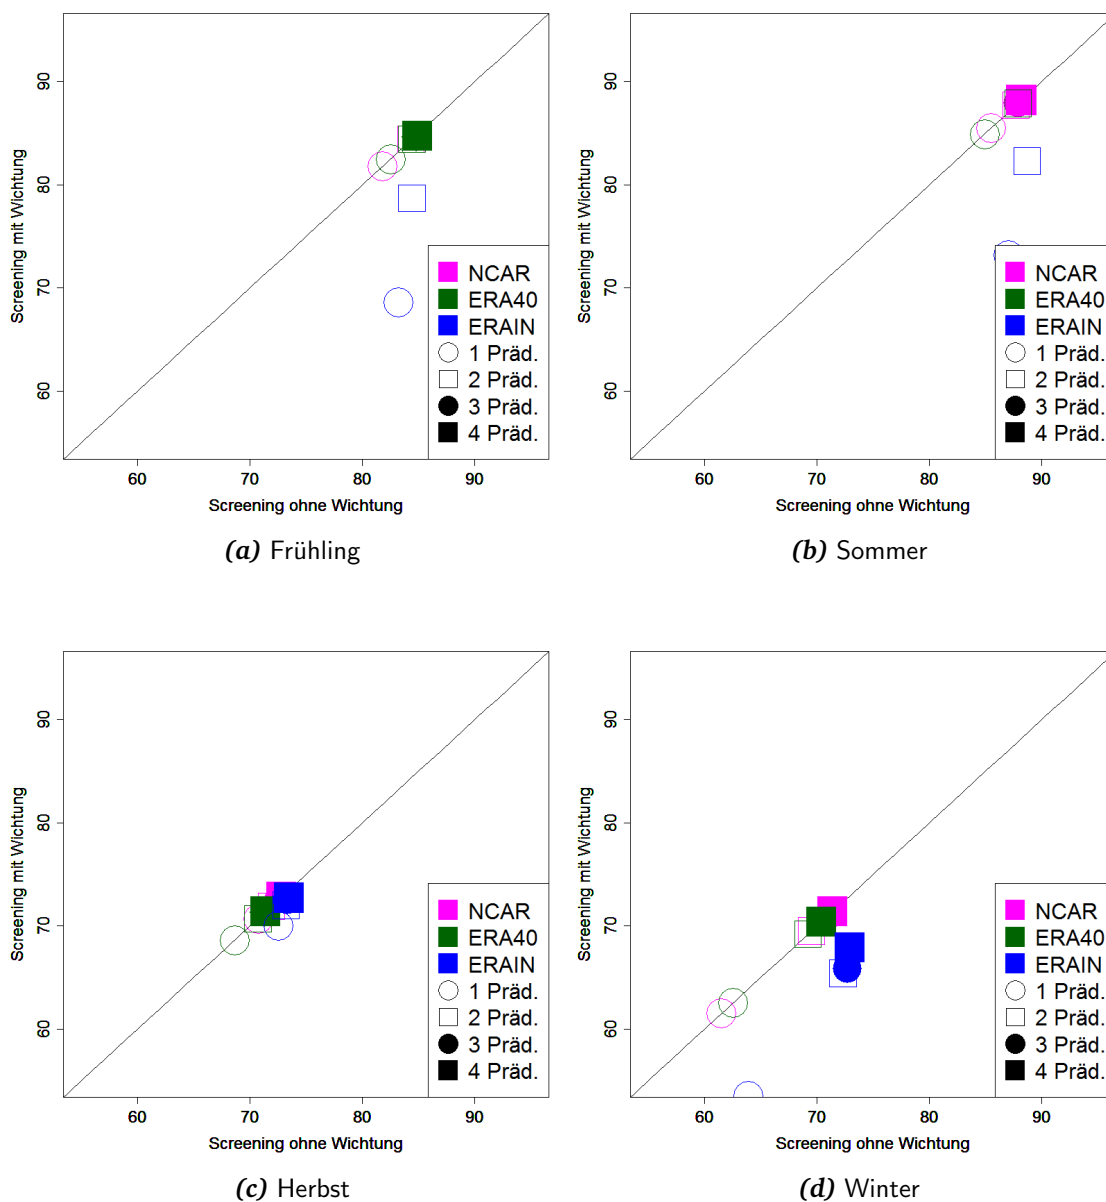 90
80
70
60
Screening mit Wichtung
NCAR
ERA40
ERAIN
1 Präd.
2 Präd.
3 Präd.
4 Präd.
60 70 80 90
Screening ohne Wichtung
(a) Frühling
90
80
70
60
Screening mit Wichtung
NCAR
ERA40
ERAIN
1 Präd.
2 Präd.
3 Präd.
4 Präd.
60 70 80 90
Screening ohne Wichtung
(b) Sommer
90
80
70
60
Screening mit Wichtung
NCAR
ERA40
ERAIN
1 Präd.
2 Präd.
3 Präd.
4 Präd.
60 70 80 90
Screening ohne Wichtung
(c) Herbst
90
80
70
60
Screening mit Wichtung
NCAR
ERA40
ERAIN
1 Präd.
2 Präd.
3 Präd.
4 Präd.
60 70 80 90
Screening ohne Wichtung
(d) Winter